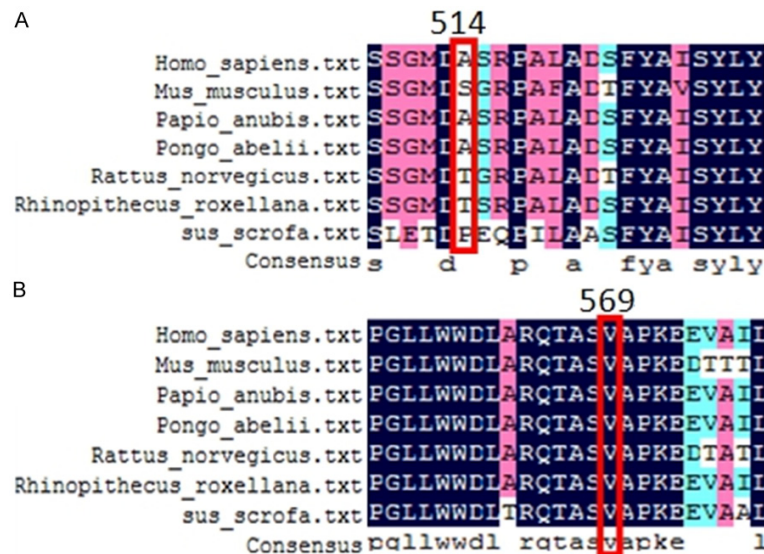 A
514
Homo_sapiens.txt SSGMDASRPALADSFYAISYLY
Mus_musculus.txt SSGMDSGRPAFADTFYAVSYLY
Papio_anubis.txt SSGMDASRPALADSFYAISYLY
Pongo_abelii.txt SSGMDASRPALADSFYAISYLY
Rattus_norvegicus.txt SSGMDTGRPALADTFYAISYLY
Rhinopithecus_roxellana.txt SSGMDTSRPALADSFYAISYLY
sus_scrofa.txt SLETDPEQPILAASFYAISYLY
Consensus s d p a fya syly
B
569
Homo_sapiens.txt PGLLWWDLARQTASVAPKEEVAIL
Mus_musculus.txt PGLLWWDLARQTASVAPKEDTTTL
Papio_anubis.txt PGLLWWDLARQTASVAPKEEVAIL
Pongo_abelii.txt PGLLWWDLARQTASVAPKEEVAIL
Rattus_norvegicus.txt PGLLWWDLARQTASVAPKEDTATL
Rhinopithecus_roxellana.txt PGLLWWDLARQTASVAPKEEVAIL
sus_scrofa.txt PGLLWWDLTRQTASVAPKEEVAAL
Consensus pgllwwdl rqtasvapke l